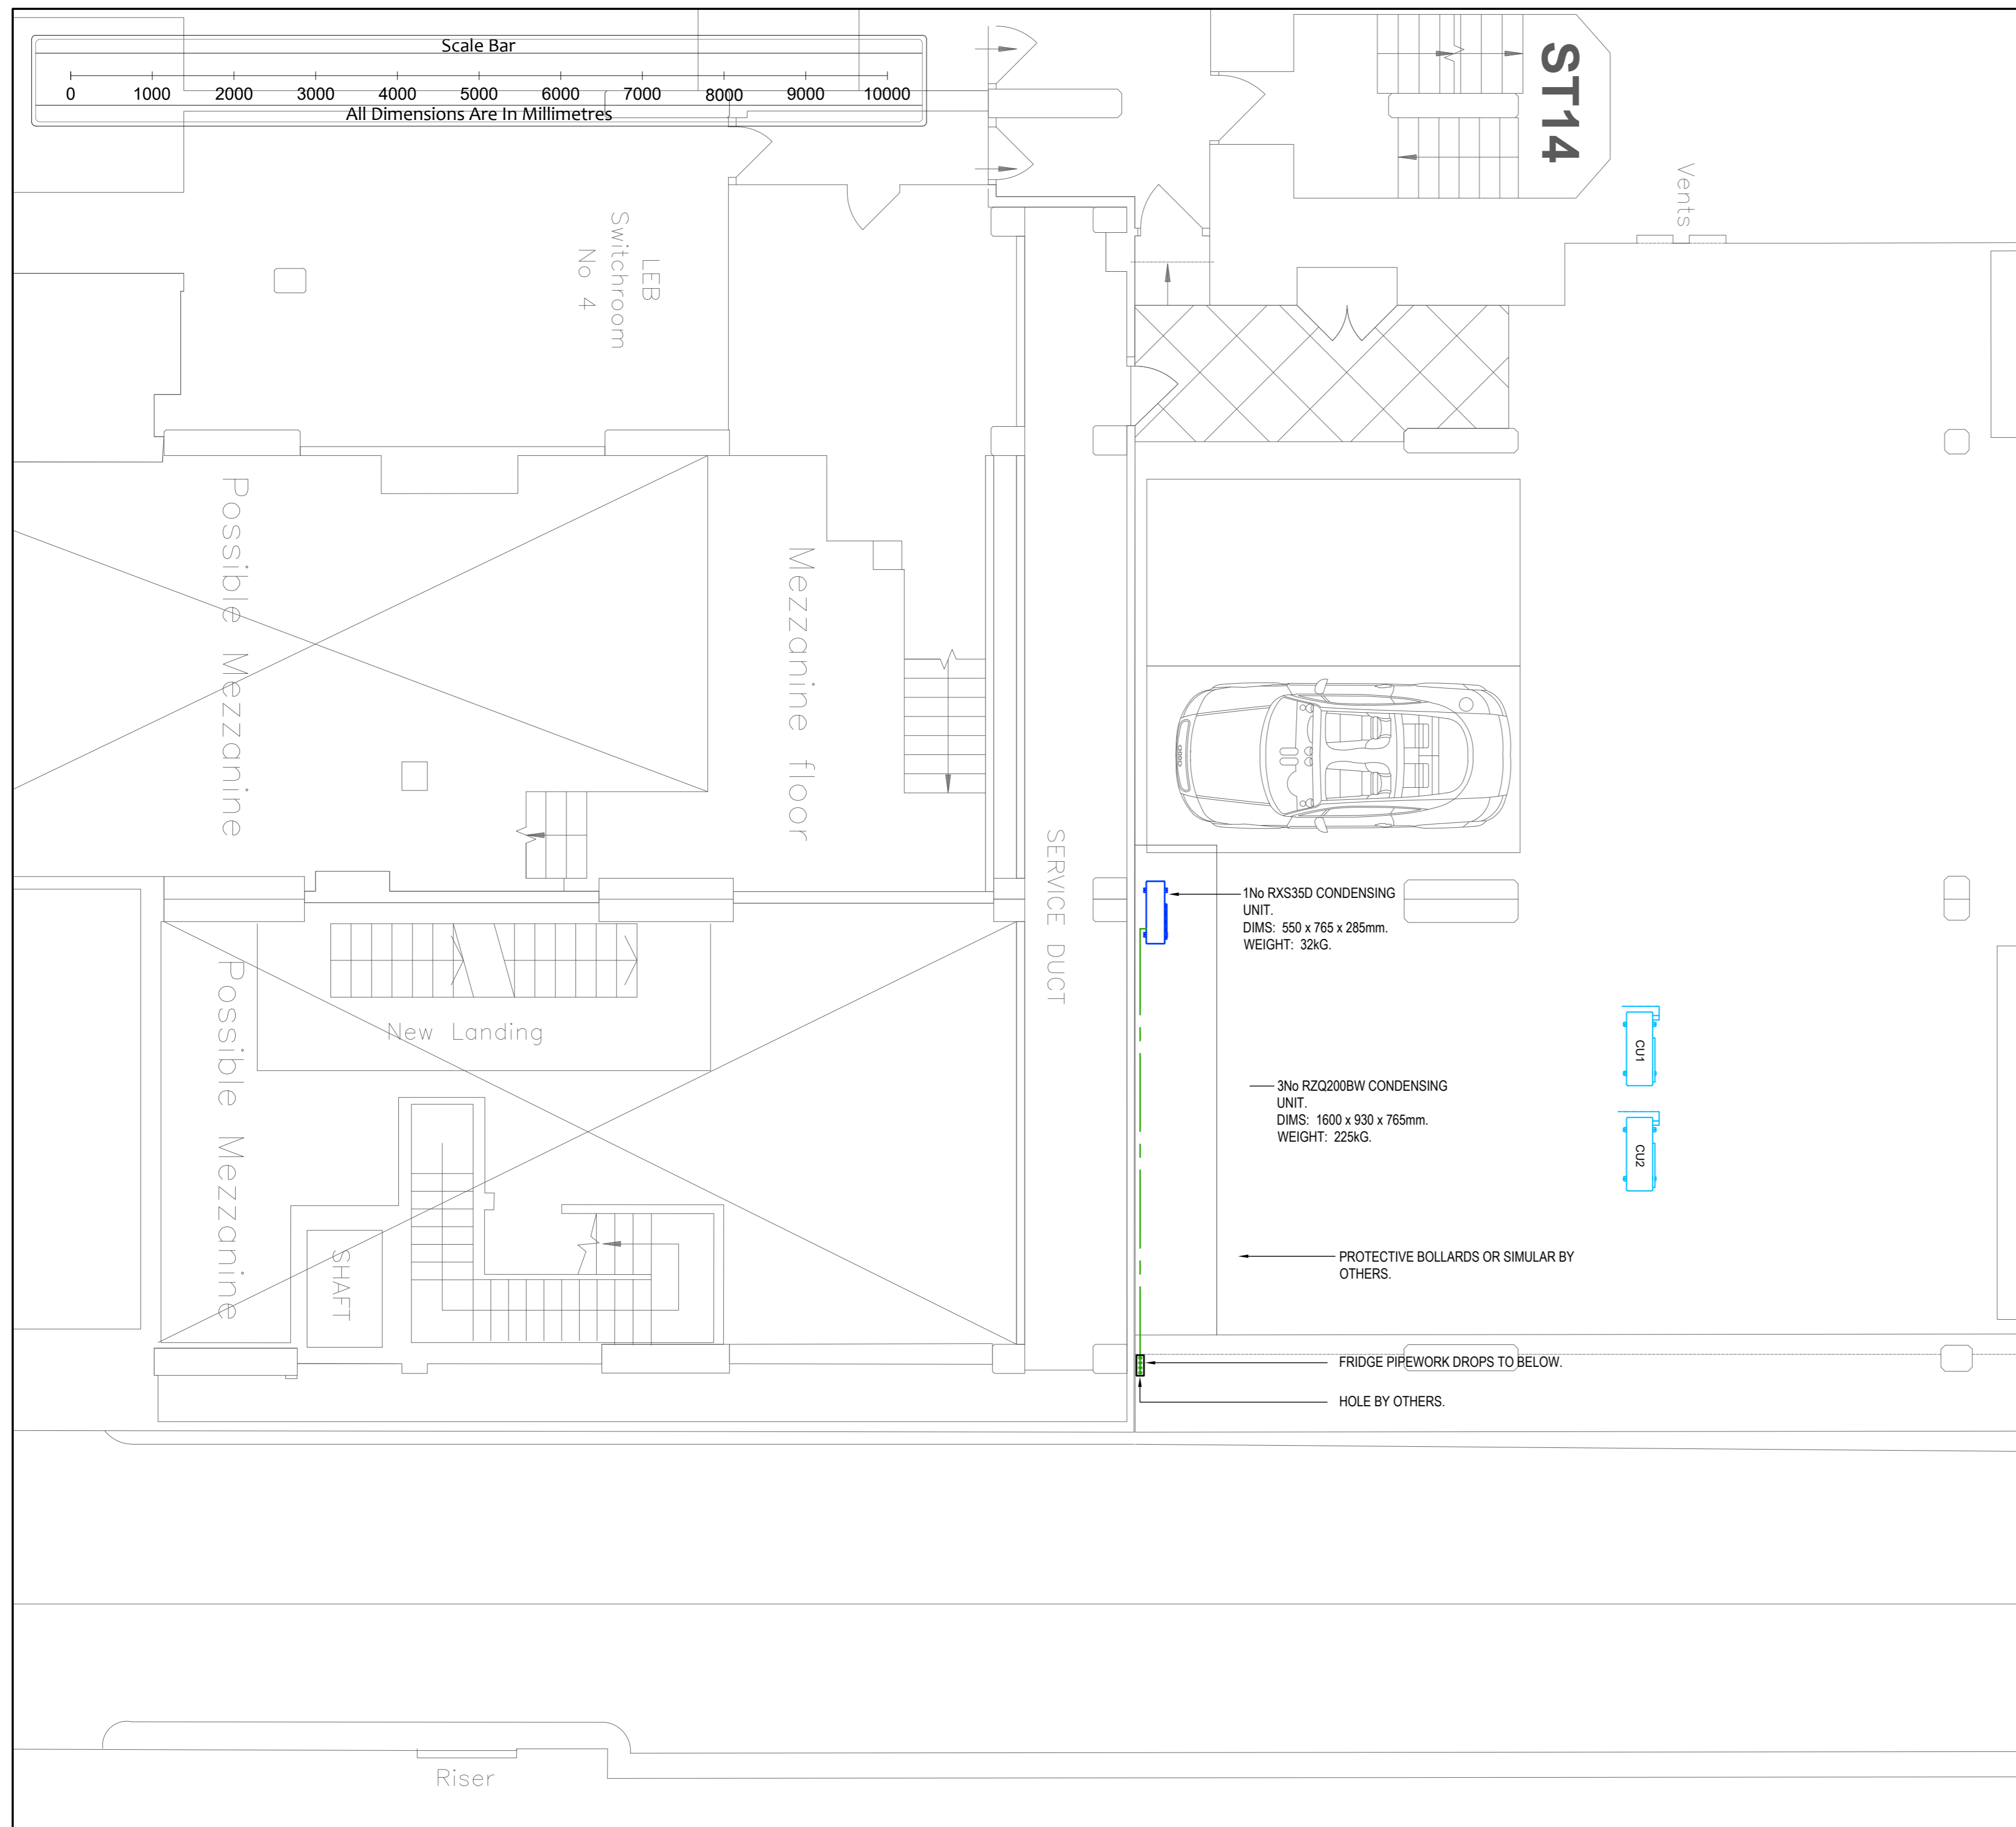 Scale Bar
0 1000 2000 3000 4000 5000 6000 7000 8000 9000 10000
All Dimensions Are In Millimetres
ST14
Vents
LEB
Switchroom
No 4
Possible Mezzanine
Mezzanine floor
SERVICE DUCT
1No RXS35D CONDENSING
UNIT.
DIMS: 550 x 765 x 285mm.
WEIGHT: 32kG.
New Landing
Possible Mezzanine
CU1
3No RZQ200BW CONDENSING
UNIT.
DIMS: 1600 x 930 x 765mm.
WEIGHT: 225kG.
CU2
SHAFT
PROTECTIVE BOLLARDS OR SIMULAR BY
OTHERS.
FRIDGE PIPEWORK DROPS TO BELOW.
HOLE BY OTHERS.
Riser